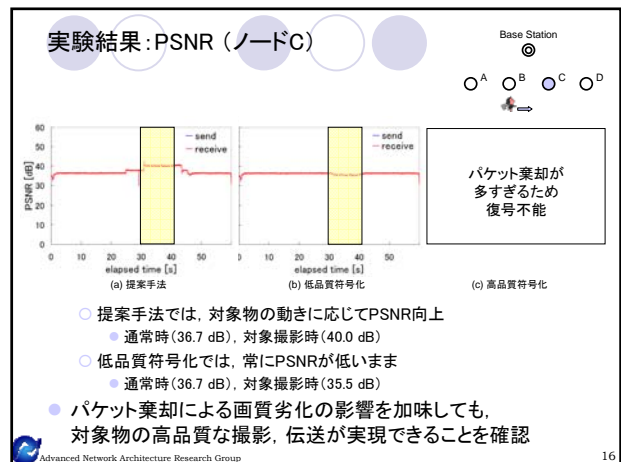 実験結果:PSNR (ノードC)
Base Station
A B C D
60
50
40
30
20
10
0
PSNR [dB]
send
receive
0 10 20 30 40 50
elapsed time [s]
(a) 提案手法
send
receive
0 10 20 30 40 50
elapsed time [s]
(b) 低品質符号化
パケット棄却が
多すぎるため
復号不能
(c) 高品質符号化
提案手法では, 対象物の動きに応じてPSNR向上
通常時(36.7 dB), 対象撮影時(40.0 dB)
低品質符号化では, 常にPSNRが低いまま
通常時(36.7 dB), 対象撮影時(35.5 dB)
パケット棄却による画質劣化の影響を加味しても,
対象物の高品質な撮影, 伝送が実現できることを確認
Advanced Network Architecture Research Group
16